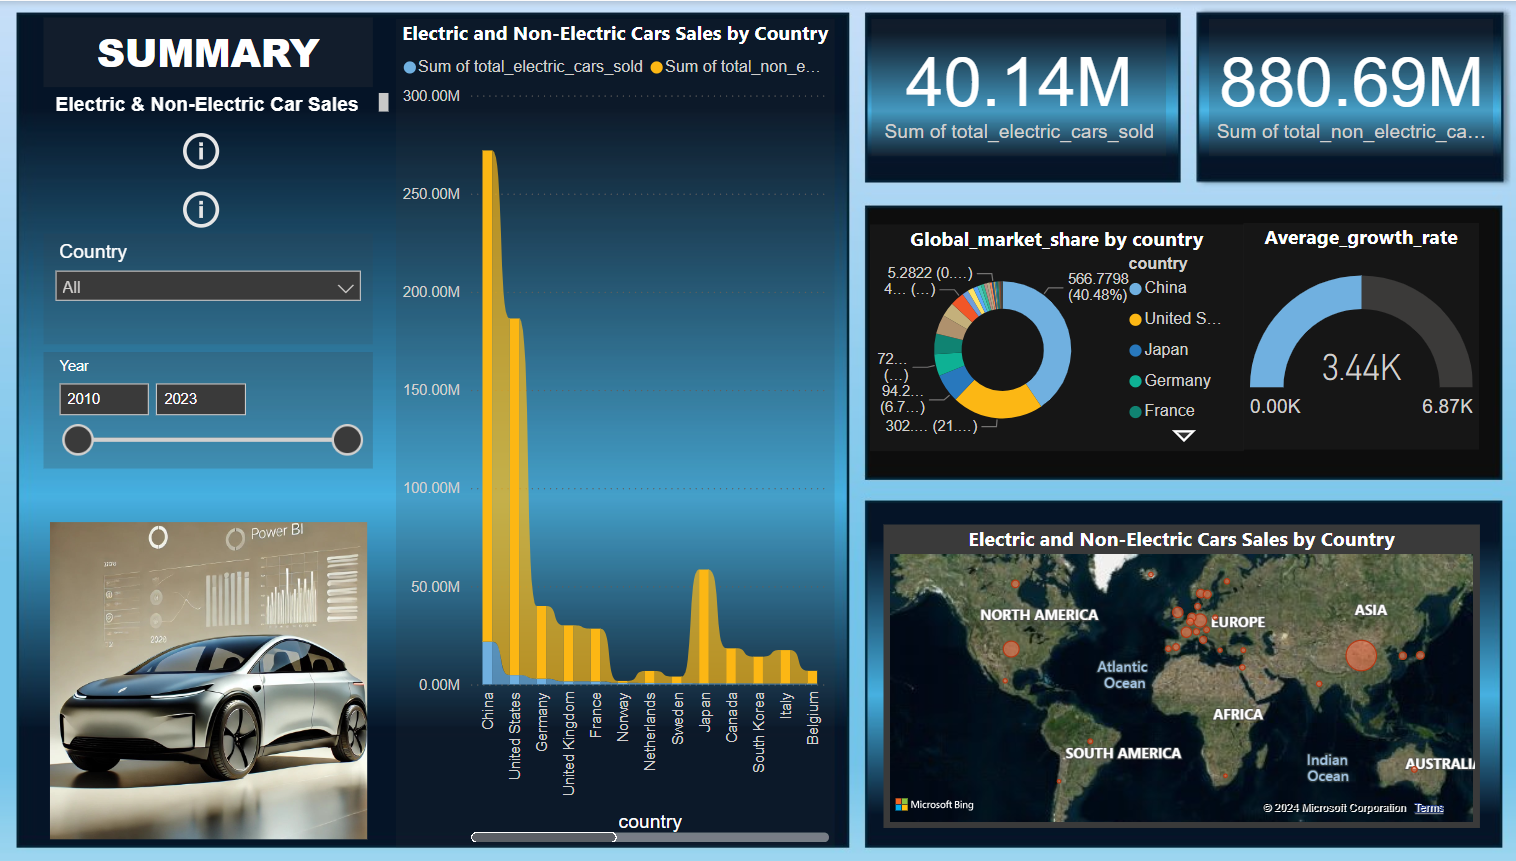 SUMMARY
Electric & Non-Electric Car Sales
i
i
Country
All
Year
2010
2023
Power BI
2020
Electric and Non-Electric Cars Sales by Country
Sum of total_electric_cars_sold
Sum of total_non_e...
300.00M
250.00M
200.00M
150.00M
100.00M
50.00M
0.00M
China
United States
Germany
United Kingdom
France
Norway
Netherlands
Sweden
Japan
Canada
South Korea
Italy
Belgium
country
40.14M
Sum of total_electric_cars_sold
880.69M
Sum of total_non_electric_ca...
Global_market_share by country
5.2822 (0....)
4... (...)
72...
(...)
94.2...
(6.7...)
302.... (21....)
566.7798
(40.48%)
country
China
United S...
Japan
Germany
France
Average_growth_rate
3.44K
0.00K
6.87K
Electric and Non-Electric Cars Sales by Country
NORTH AMERICA
EUROPE
ASIA
Atlantic
Ocean
AFRICA
SOUTH AMERICA
Indian
Ocean
AUSTRALIA
Microsoft Bing
© 2024 Microsoft Corporation
Terms